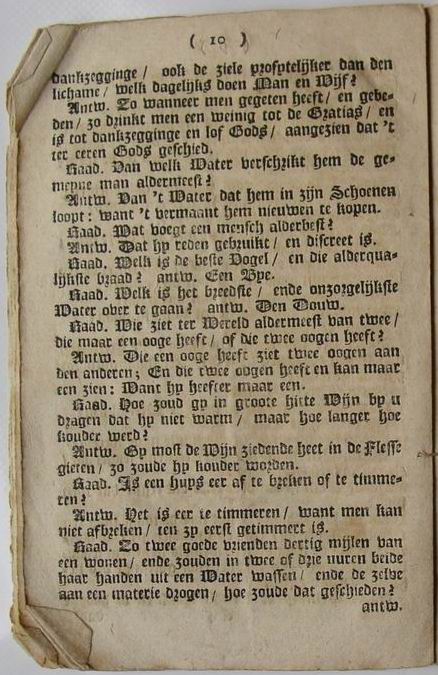 ( 10 )
dankzegginge / ook de ziele profytelijker dan den
lichame / welk dagelijks doen Man en Wijf?
Antw. To wanneer men gegeten heeft / en gebe-
den / zo drinkt men een weinig tot de Gratias / en
is tot dankzegginge en lof Gods / aangezien dat 't
ter eeren Gods geschied.
Raad. Van welk Water verschrikt hem de ge-
meyne man aldermeest?
Antw. Van 't Water dat hem in zijn Schoenen
loopt: want 't vermaant hem nieuwen te kopen.
Raad. Wat voegt een mensch alderbest?
Antw. Dat hy reden gebruikt / en discreet is.
Raad. Welk is de beste Vogel / en die alderqua-
lijkste braad? antw. Een Bye.
Raad. Welk is het breedste / ende onzorgelijkste
Water over te gaan? antw. Den Douw.
Raad. Wie ziet ter Wereld aldermeest van twee /
die maar een ooge heeft / of die twee oogen heeft?
Antw. Die een ooge heeft ziet twee oogen aan
den anderen; En die twee oogen heeft en kan maar
een zien: Want hy heefter maar een.
Raad. Hoe zoud gy in groote hitte Wijn by u
dragen dat hy niet warm / maar hoe langer hoe
kouder werd?
Antw. Gy most de Wijn ziedende heet in de Flesse
gieten / zo zoude hy kouder worden.
Raad. Is een huys eer af te breken of te timme-
ren?
Antw. Het is eer te timmeren / want men kan
niet afbreken / ten zy eerst getimmert is.
Raad. To twee goede vrienden dertig mijlen van
een wonen / ende zouden in twee of drie uuren beide
haar handen uit een Water wassen / ende de zelve
aan een materie drogen / hoe zoude dat geschieden?
antw.